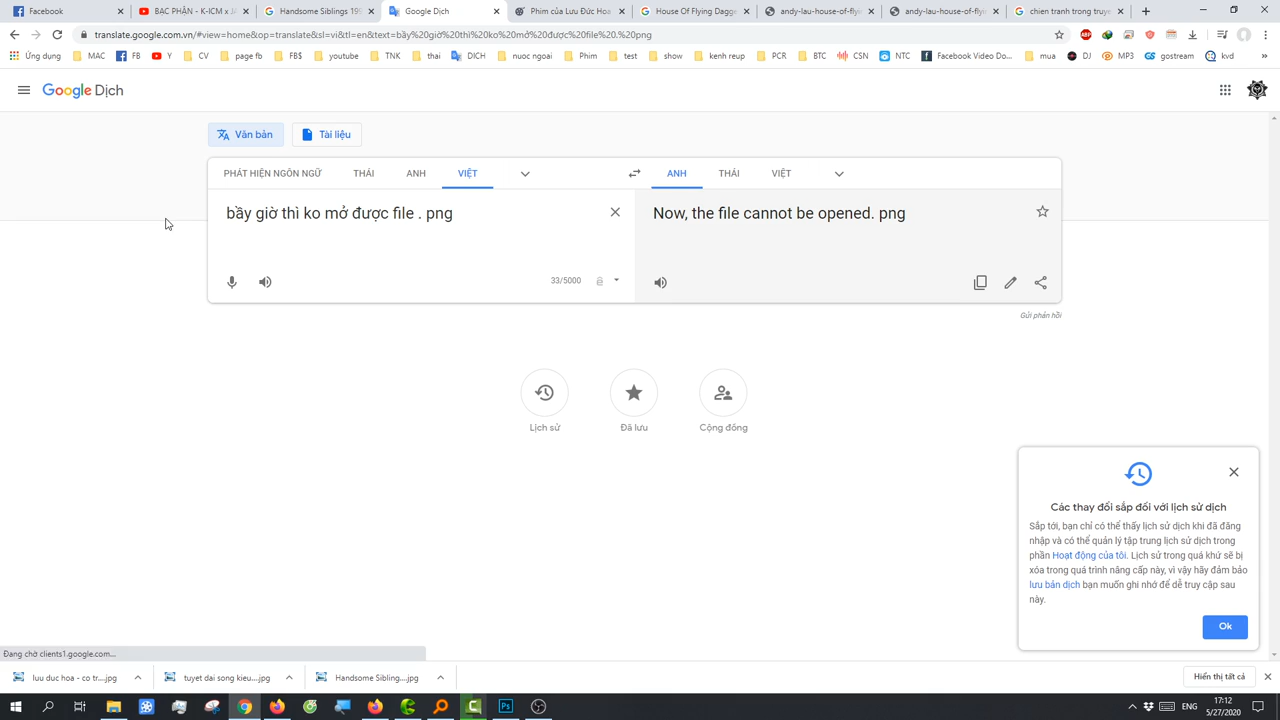 Facebook
BẠC PHẬN - K-ICM x JA
Handsome Siblings 199
Google Dịch
Phim của Lưu Đức Hoa
House Of Flying Dagge
andy-lau-house-of-flyi
andy-lau-house-of-flyi
chien tranh trong truye
translate.google.com.vn/#view=home&op=translate&sl=vi&tl=en&text=bầy%20giờ%20thì%20ko%20mở%20được%20file%20.%20png
Ứng dụng
MAC
FB
Y
CV
page fb
FB$
youtube
TNK
thai
DICH
nuoc ngoai
Phim
test
show
kenh reup
PCR
BTC
CSN
NTC
Facebook Video Do...
mua
DJ
MP3
gostream
kvd
»
Google Dịch
Văn bản
Tài liệu
PHÁT HIỆN NGÔN NGỮ
THÁI
ANH
VIỆT
ANH
THÁI
VIỆT
bầy giờ thì ko mở được file . png
Now, the file cannot be opened. png
33/5000
Gửi phản hồi
Lịch sử
Đã lưu
Cộng đồng
Các thay đổi sắp đối với lịch sử dịch
Sắp tới, bạn chỉ có thể thấy lịch sử dịch khi đã đăng
nhập và có thể quản lý tập trung lịch sử dịch trong
phần Hoạt động của tôi. Lịch sử trong quá khứ sẽ bị
xóa trong quá trình nâng cấp này, vì vậy hãy đảm bảo
lưu bản dịch bạn muốn ghi nhớ để dễ truy cập sau
này.
Ok
Đang chờ clients1.google.com...
luu duc hoa - co tr....jpg
tuyet dai song kieu....jpg
Handsome Sibling....jpg
Hiển thị tất cả
ENG
17:12
5/27/2020